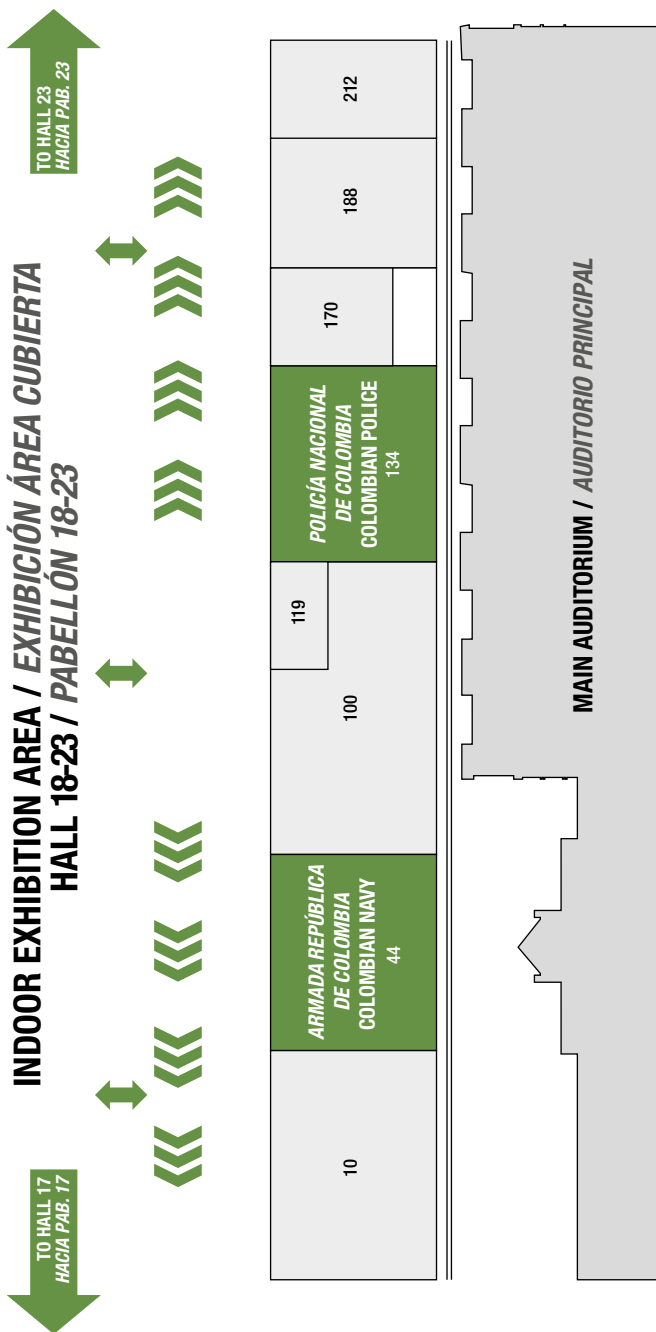 INDOOR EXHIBITION AREA / EXHIBICIÓN ÁREA CUBIERTA
HALL 18-23 / PABELLÓN 18-23
TO HALL 17
HACIA PAB. 17
TO HALL 23
HACIA PAB. 23
10
ARMADA REPÚBLICA
DE COLOMBIA
COLOMBIAN NAVY
44
100
119
POLICÍA NACIONAL
DE COLOMBIA
COLOMBIAN POLICE
134
170
188
212
MAIN AUDITORIUM / AUDITORIO PRINCIPAL